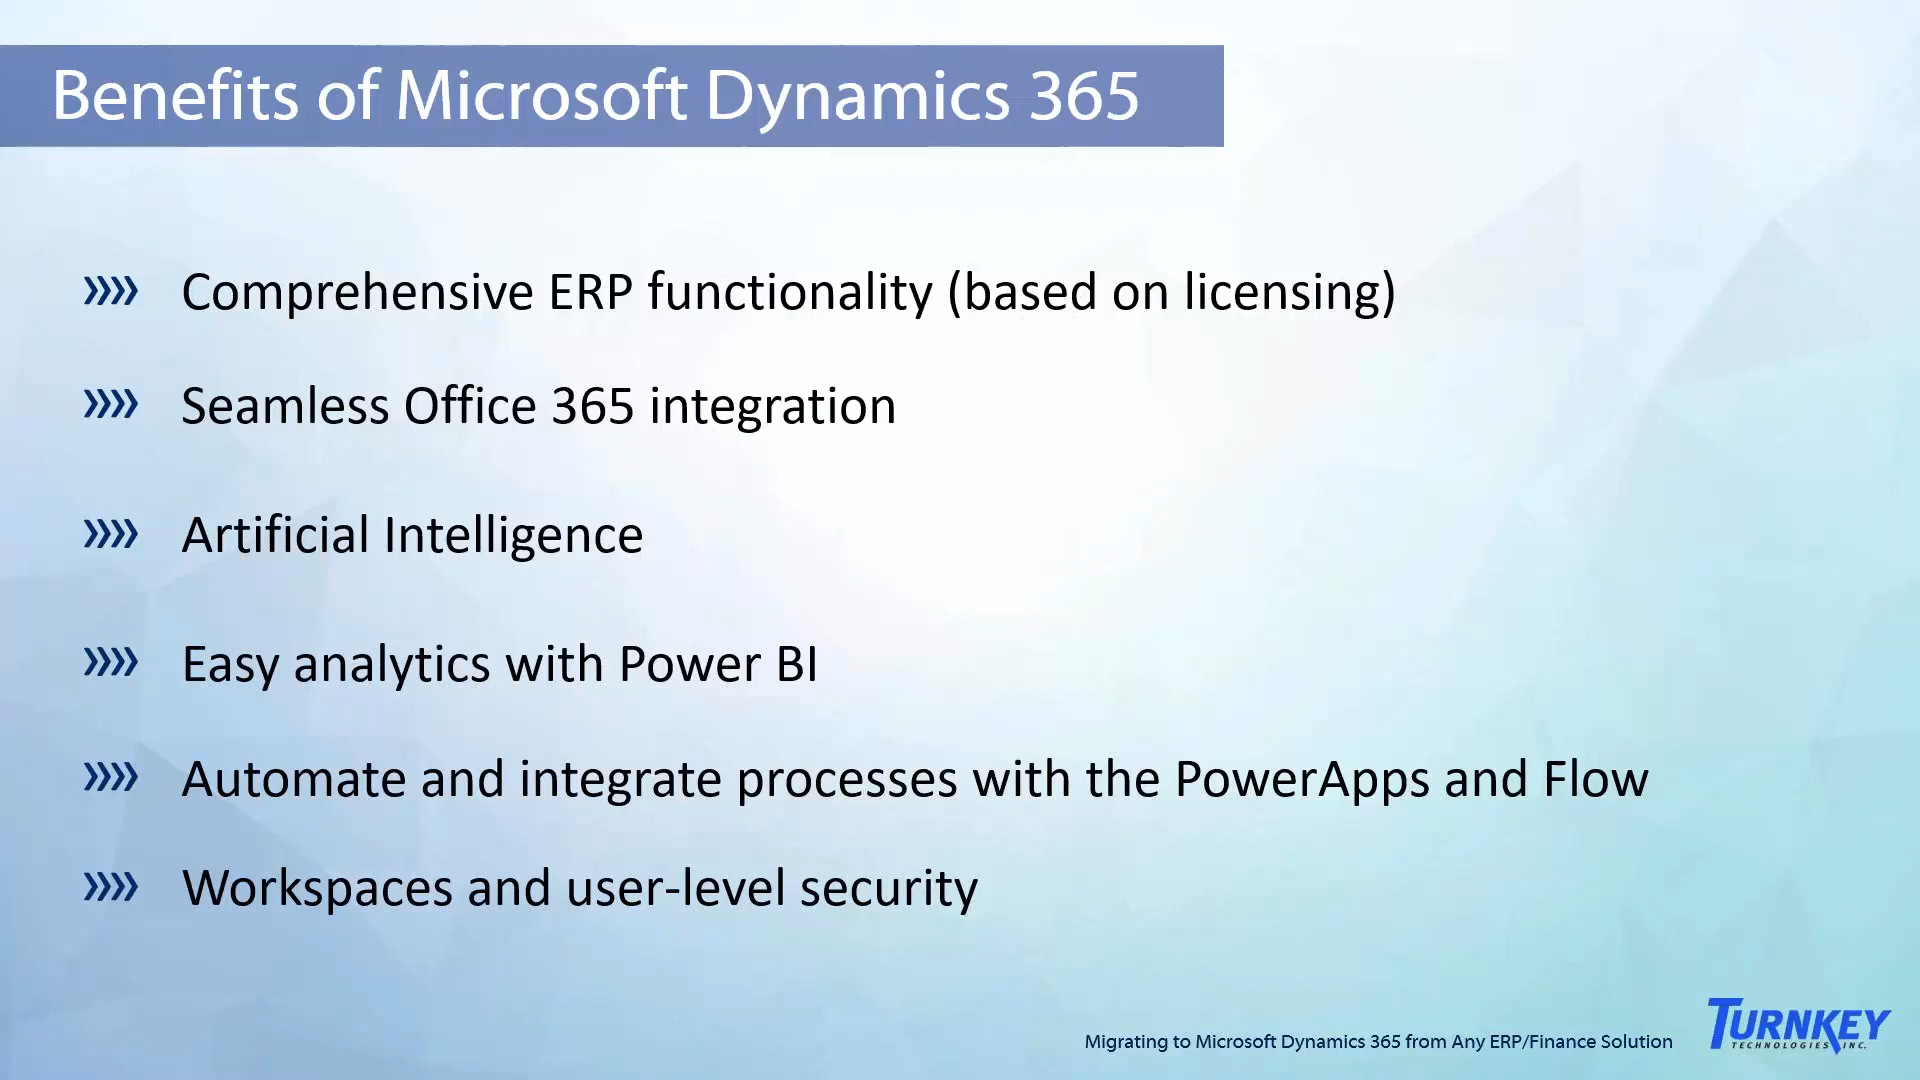 Benefits of Microsoft Dynamics 365
Comprehensive ERP functionality (based on licensing)
Seamless Office 365 integration
Artificial Intelligence
Easy analytics with Power BI
Automate and integrate processes with the PowerApps and Flow
Workspaces and user-level security
Migrating to Microsoft Dynamics 365 from Any ERP/Finance Solution
TURNKEY
TECHNOLOGIES, INC.